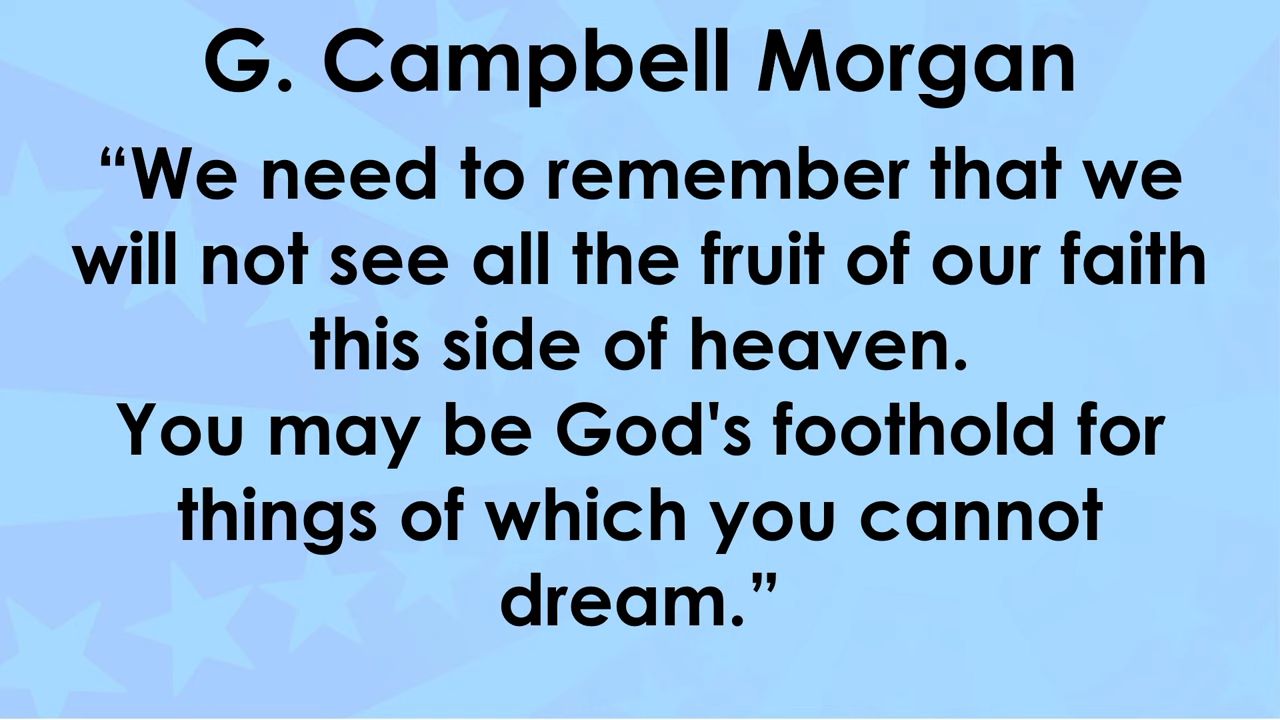 G. Campbell Morgan
“We need to remember that we
will not see all the fruit of our faith
this side of heaven.
You may be God's foothold for
things of which you cannot
dream.”